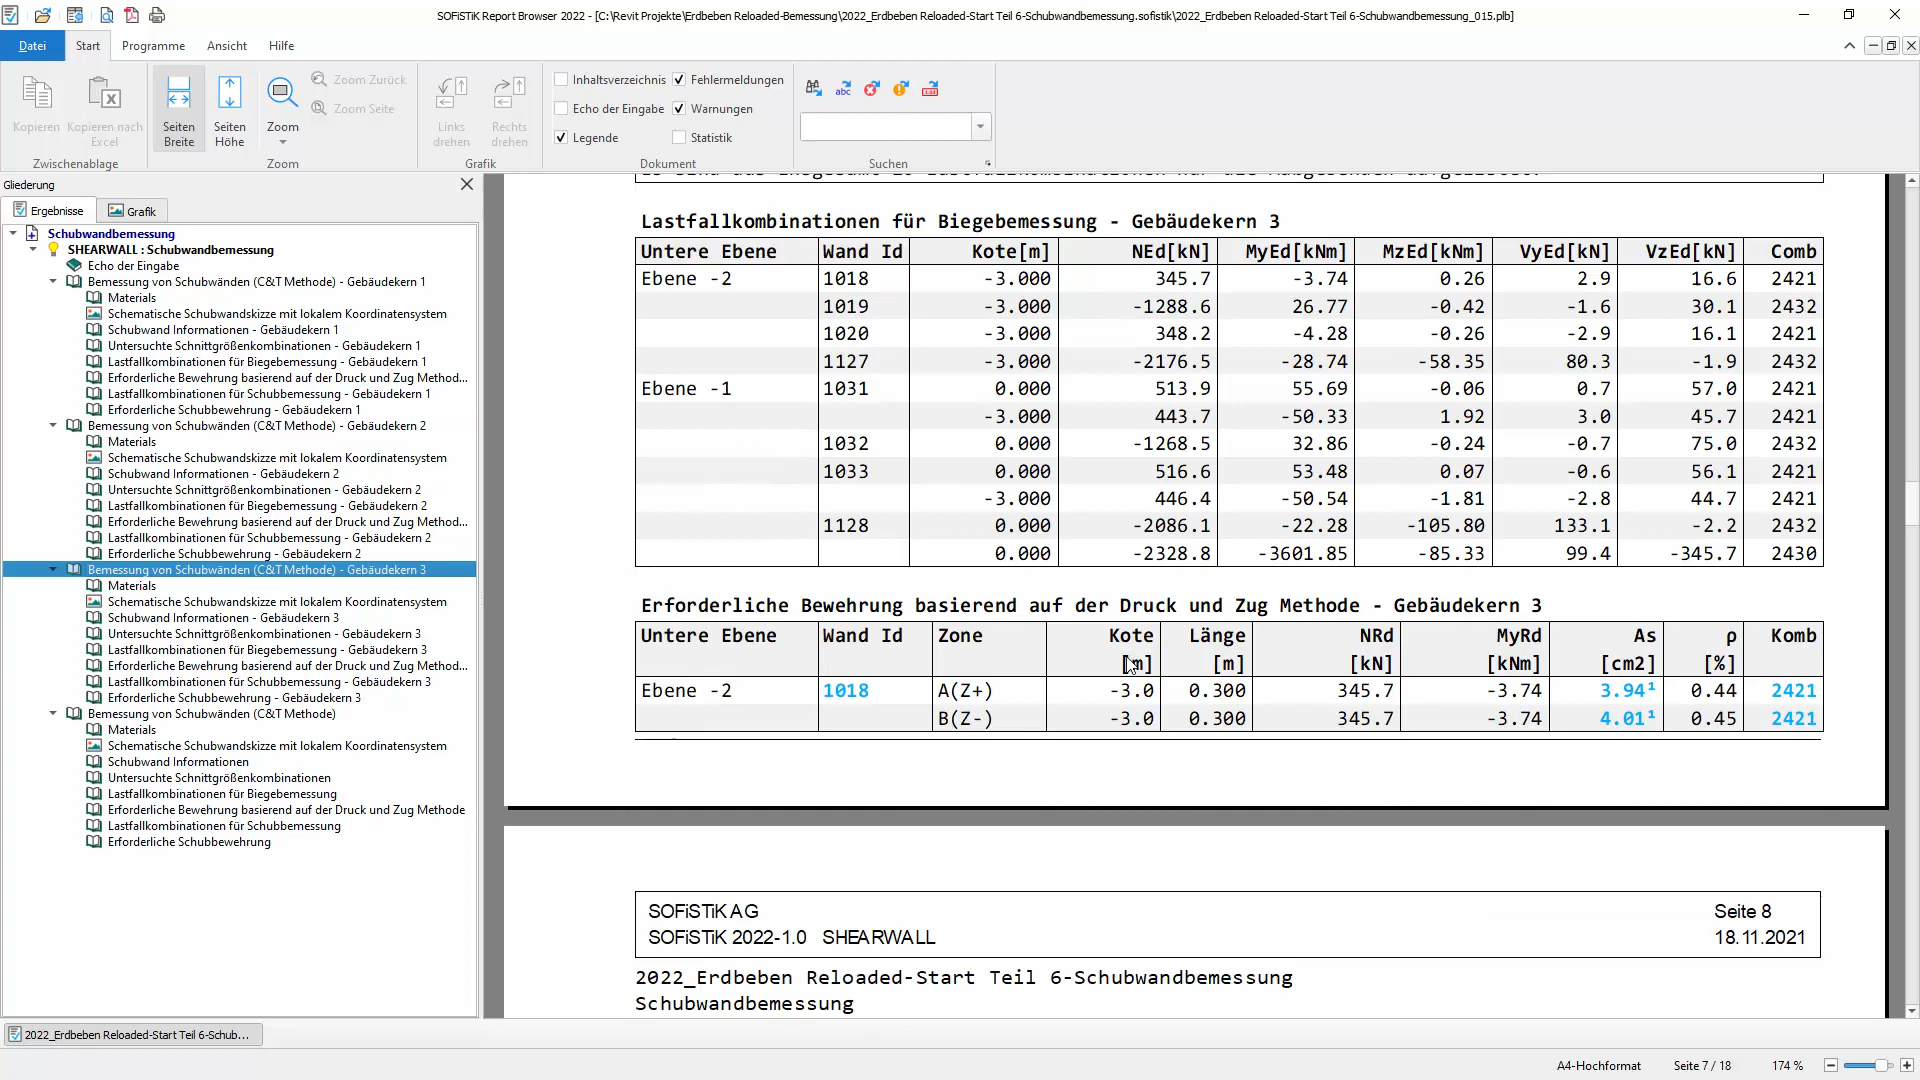 SOFiSTiK Report Browser 2022 - [C:\Revit Projekte\Erdbeben Reloaded-Bemessung\2022_Erdbeben Reloaded-Start Teil 6-Schubwandbemessung.sofistik\2022_Erdbeben Reloaded-Start Teil 6-Schubwandbemessung_015.plb]
Datei Start Programme Ansicht Hilfe
Kopieren
Kopieren nach Excel
Zwischenablage
Seiten Breite
Seiten Höhe
Zoom
Zoom Zurück
Zoom Seite
Zoom
Links drehen
Rechts drehen
Grafik
Inhaltsverzeichnis Fehlermeldungen
Echo der Eingabe Warnungen
Legende Statistik
Dokument
abc
Suchen
Gliederung
Ergebnisse Grafik
Schubwandbemessung
SHEARWALL : Schubwandbemessung
Echo der Eingabe
Bemessung von Schubwänden (C&T Methode) - Gebäudekern 1
Materials
Schematische Schubwandskizze mit lokalem Koordinatensystem
Schubwand Informationen - Gebäudekern 1
Untersuchte Schnittgrößenkombinationen - Gebäudekern 1
Lastfallkombinationen für Biegebemessung - Gebäudekern 1
Erforderliche Bewehrung basierend auf der Druck und Zug Method...
Lastfallkombinationen für Schubbemessung - Gebäudekern 1
Erforderliche Schubbewehrung - Gebäudekern 1
Bemessung von Schubwänden (C&T Methode) - Gebäudekern 2
Materials
Schematische Schubwandskizze mit lokalem Koordinatensystem
Schubwand Informationen - Gebäudekern 2
Untersuchte Schnittgrößenkombinationen - Gebäudekern 2
Lastfallkombinationen für Biegebemessung - Gebäudekern 2
Erforderliche Bewehrung basierend auf der Druck und Zug Method...
Lastfallkombinationen für Schubbemessung - Gebäudekern 2
Erforderliche Schubbewehrung - Gebäudekern 2
Bemessung von Schubwänden (C&T Methode) - Gebäudekern 3
Materials
Schematische Schubwandskizze mit lokalem Koordinatensystem
Schubwand Informationen - Gebäudekern 3
Untersuchte Schnittgrößenkombinationen - Gebäudekern 3
Lastfallkombinationen für Biegebemessung - Gebäudekern 3
Erforderliche Bewehrung basierend auf der Druck und Zug Method...
Lastfallkombinationen für Schubbemessung - Gebäudekern 3
Erforderliche Schubbewehrung - Gebäudekern 3
Bemessung von Schubwänden (C&T Methode)
Materials
Schematische Schubwandskizze mit lokalem Koordinatensystem
Schubwand Informationen
Untersuchte Schnittgrößenkombinationen
Lastfallkombinationen für Biegebemessung
Erforderliche Bewehrung basierend auf der Druck und Zug Methode
Lastfallkombinationen für Schubbemessung
Erforderliche Schubbewehrung
Lastfallkombinationen für Biegebemessung - Gebäudekern 3
Untere Ebene Wand Id Kote[m] NEd[kN] MyEd[kNm] MzEd[kNm] VyEd[kN] VzEd[kN] Comb
Ebene -2 1018 -3.000 345.7 -3.74 0.26 2.9 16.6 2421
1019 -3.000 -1288.6 26.77 -0.42 -1.6 30.1 2432
1020 -3.000 348.2 -4.28 -0.26 -2.9 16.1 2421
1127 -3.000 -2176.5 -28.74 -58.35 80.3 -1.9 2432
Ebene -1 1031 0.000 513.9 55.69 -0.06 0.7 57.0 2421
-3.000 443.7 -50.33 1.92 3.0 45.7 2421
1032 0.000 -1268.5 32.86 -0.24 -0.7 75.0 2432
1033 0.000 516.6 53.48 0.07 -0.6 56.1 2421
-3.000 446.4 -50.54 -1.81 -2.8 44.7 2421
1128 0.000 -2086.1 -22.28 -105.80 133.1 -2.2 2432
0.000 -2328.8 -3601.85 -85.33 99.4 -345.7 2430
Erforderliche Bewehrung basierend auf der Druck und Zug Methode - Gebäudekern 3
Untere Ebene Wand Id Zone Kote Länge NRd MyRd As ρ Komb
[m] [m] [kN] [kNm] [cm2] [%]
Ebene -2 1018 A(Z+) -3.0 0.300 345.7 -3.74 3.94¹ 0.44 2421
B(Z-) -3.0 0.300 345.7 -3.74 4.01¹ 0.45 2421
SOFiSTiK AG Seite 8
SOFiSTiK 2022-1.0 SHEARWALL 18.11.2021
2022_Erdbeben Reloaded-Start Teil 6-Schubwandbemessung
Schubwandbemessung
2022_Erdbeben Reloaded-Start Teil 6-Schub...
A4-Hochformat Seite 7 / 18 174 %